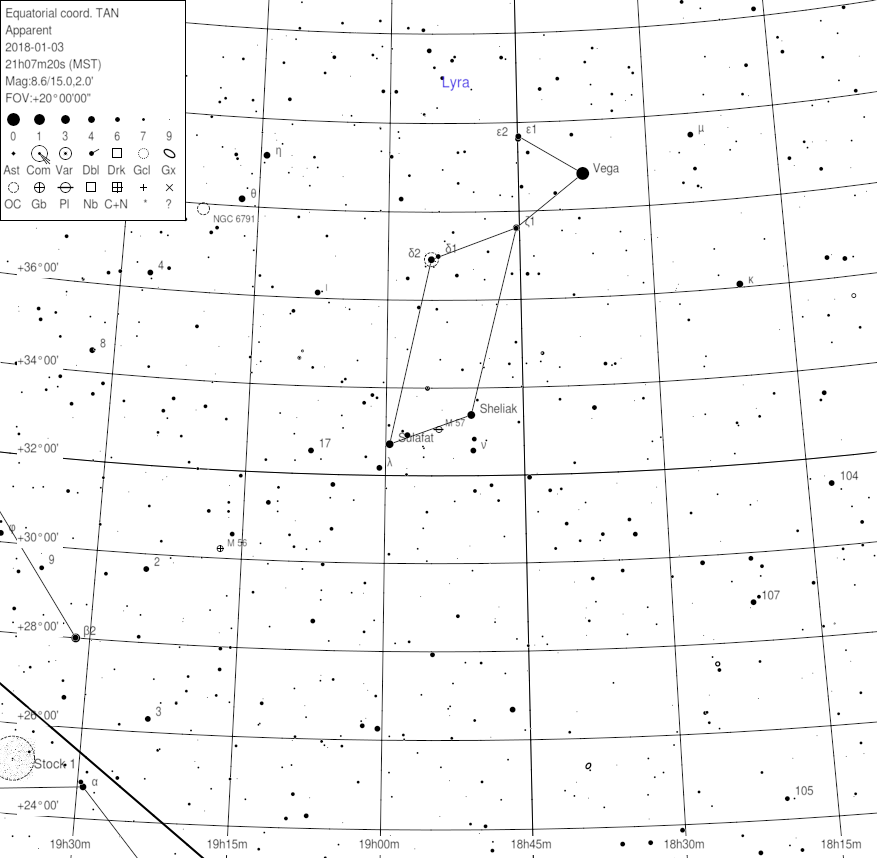 Equatorial coord. TAN
Apparent
2018-01-03
21h07m20s (MST)
Mag:8.6/15.0,2.0'
FOV:+20°00'00"
0 1 3 4 6 7 9
Ast Com Var Dbl Drk Gcl Gx
OC Gb Pl Nb C+N * ?
Lyra
ε2 ε1
μ
η
Vega
θ
NGC 6791
ζ1
δ2 δ1
+36°00'
4
ι
κ
8
+34°00'
Sheliak
M 57
Sulafat
17
ν
+32°00'
λ
104
φ
+30°00'
M 56
9
2
107
+28°00'
β2
3
+26°00'
Stock 1
α
105
+24°00'
19h30m 19h15m 19h00m 18h45m 18h30m 18h15m